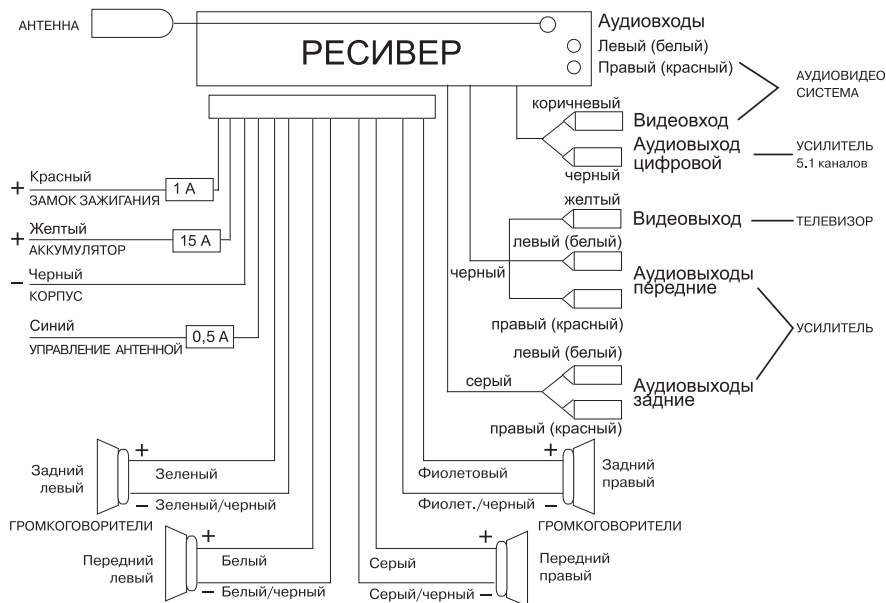 АНТЕННА
РЕСИВЕР
Аудиовходы
Левый (белый)
Правый (красный)
АУДИОВИДЕО
СИСТЕМА
коричневый
Видеовход
Аудиовыход
цифровой
черный
УСИЛИТЕЛЬ
5.1 каналов
+ Красный
1 А
ЗАМОК ЗАЖИГАНИЯ
+ Желтый
15 А
АККУМУЛЯТОР
− Черный
КОРПУС
Синий
0,5 А
УПРАВЛЕНИЕ АНТЕННОЙ
желтый
Видеовыход
ТЕЛЕВИЗОР
левый (белый)
черный
Аудиовыходы
передние
правый (красный)
УСИЛИТЕЛЬ
левый (белый)
серый
Аудиовыходы
задние
правый (красный)
+
Задний
левый
Зеленый
− Зеленый/черный
ГРОМКОГОВОРИТЕЛИ
+
Передний
левый
Белый
− Белый/черный
+
Фиолетовый
Задний
правый
Фиолет./черный −
ГРОМКОГОВОРИТЕЛИ
+
Серый
Передний
правый
Серый/черный −